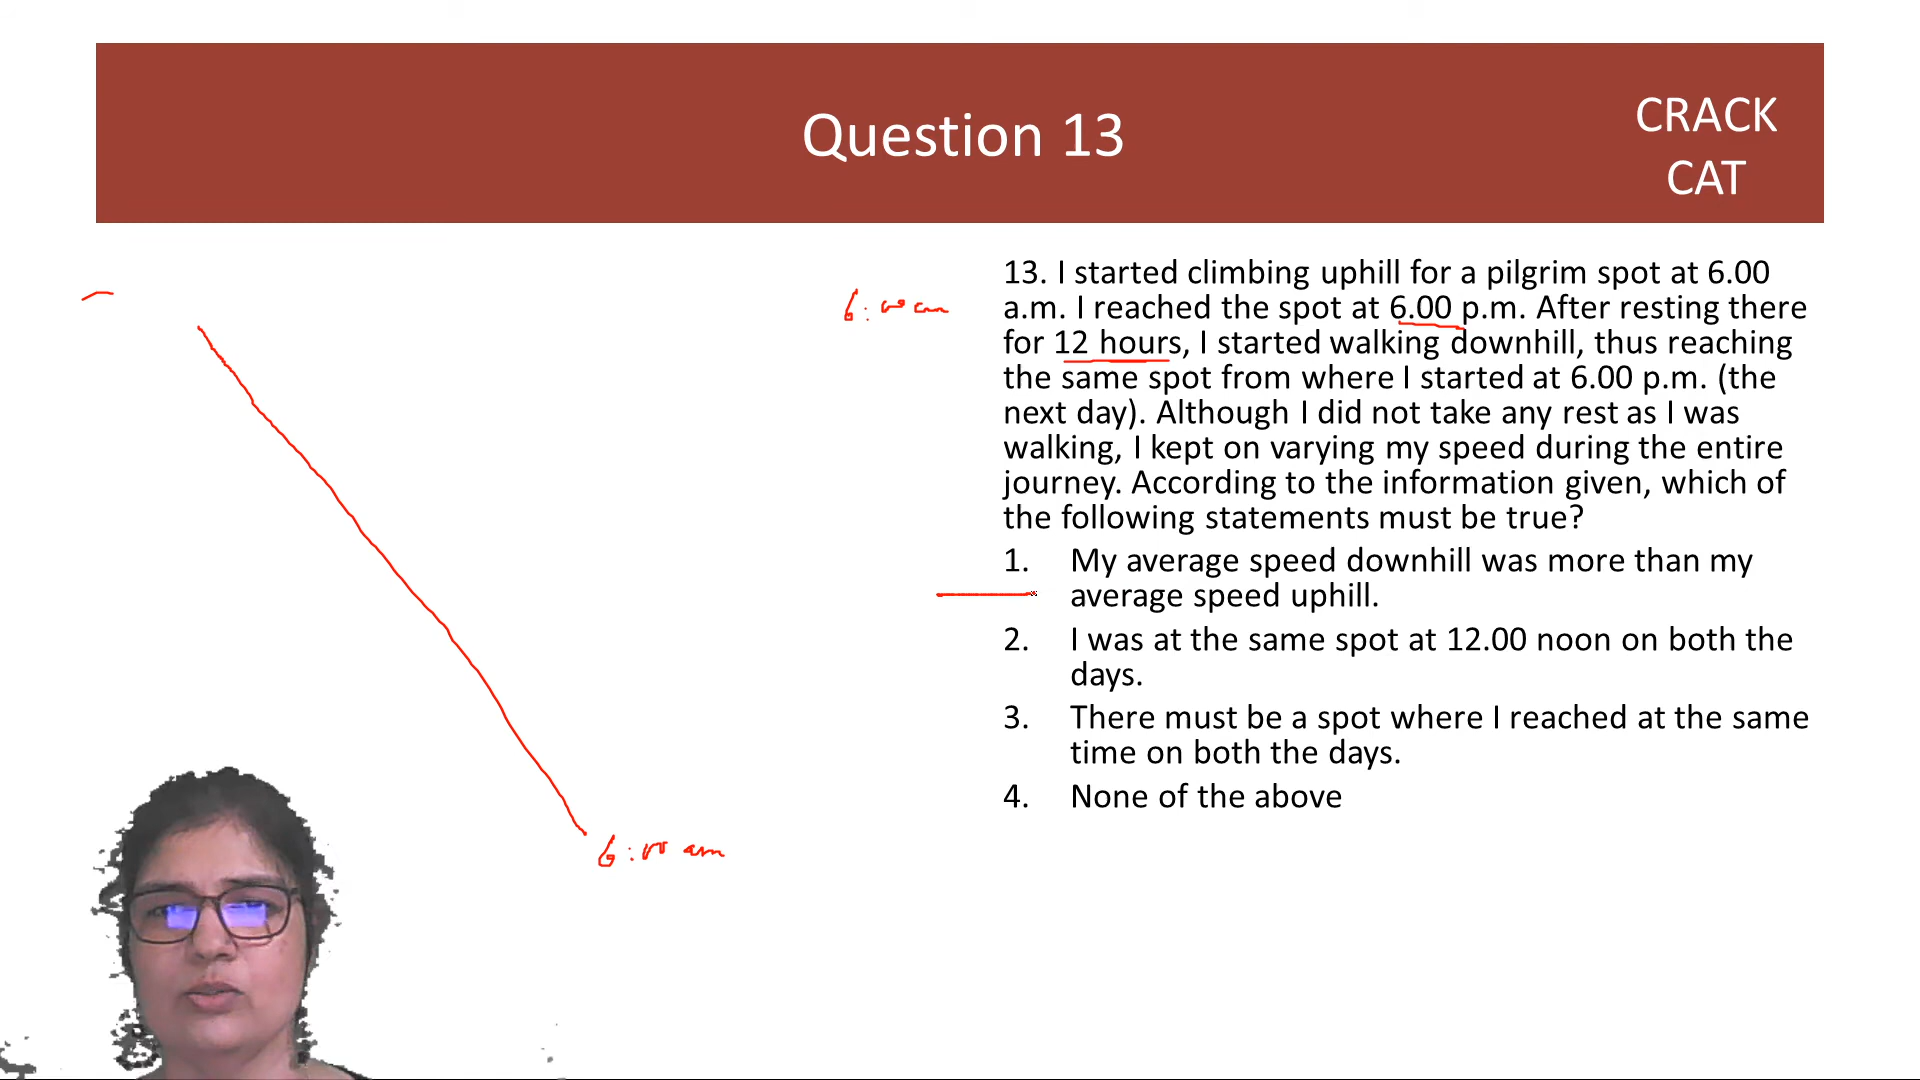 Question 13
CRACK
CAT
6:00 am
13. I started climbing uphill for a pilgrim spot at 6.00
a.m. I reached the spot at 6.00 p.m. After resting there
for 12 hours, I started walking downhill, thus reaching
the same spot from where I started at 6.00 p.m. (the
next day). Although I did not take any rest as I was
walking, I kept on varying my speed during the entire
journey. According to the information given, which of
the following statements must be true?
1. My average speed downhill was more than my
average speed uphill.
2. I was at the same spot at 12.00 noon on both the
days.
3. There must be a spot where I reached at the same
time on both the days.
4. None of the above
6:00 am